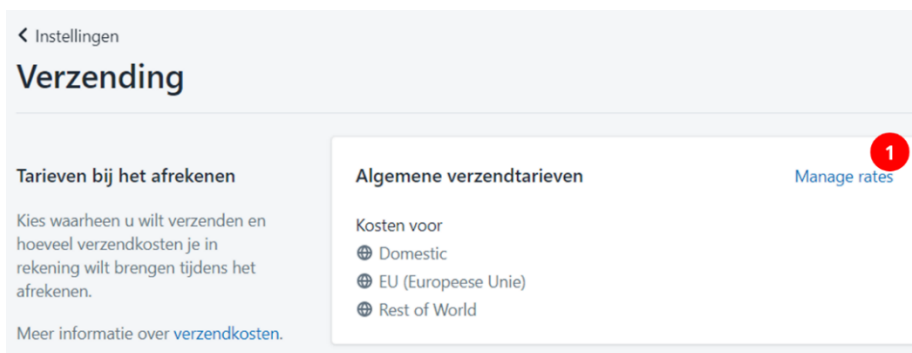 Instellingen
Verzending
Tarieven bij het afrekenen
Kies waarheen u wilt verzenden en
hoeveel verzendkosten je in
rekening wilt brengen tijdens het
afrekenen.
Meer informatie over verzendkosten.
1
Algemene verzendtarieven
Manage rates
Kosten voor
Domestic
EU (Europeese Unie)
Rest of World